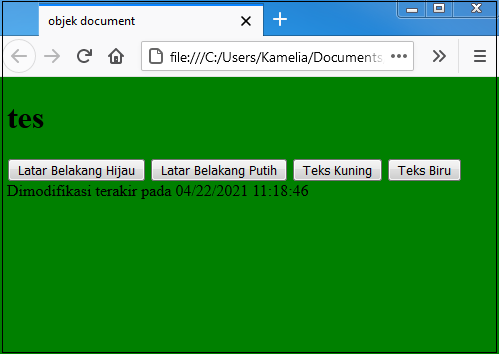 objek document
file:///C:/Users/Kamelia/Documents
tes
Latar Belakang Hijau Latar Belakang Putih Teks Kuning Teks Biru
Dimodifikasi terakir pada 04/22/2021 11:18:46